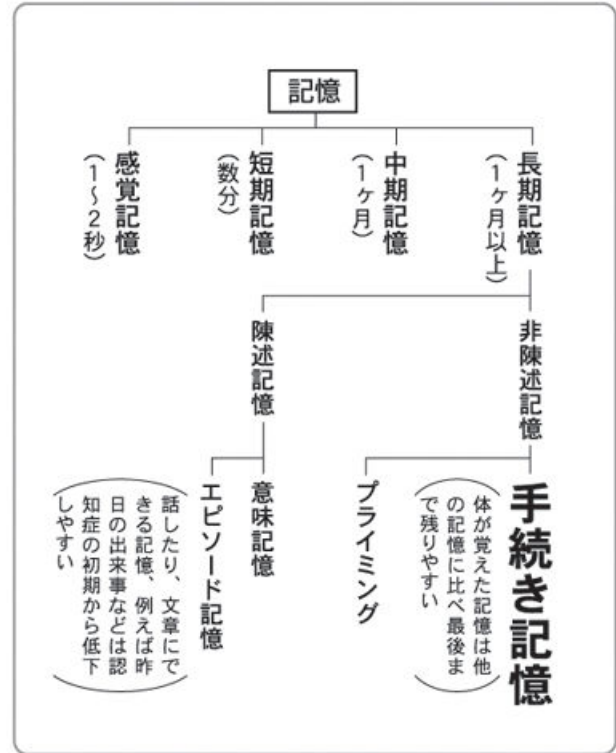 記憶
長期記憶
（1ヶ月以上）
中期記憶
（1ヶ月）
短期記憶
（数分）
感覚記憶
（1〜2秒）
非陳述記憶
陳述記憶
手続き記憶
体が覚えた記憶は他
の記憶に比べ最後ま
で残りやすい
プライミング
意味記憶
エピソード記憶
話したり、文章にで
きる記憶、例えば昨
日の出来事などは認
知症の初期から低下
しやすい